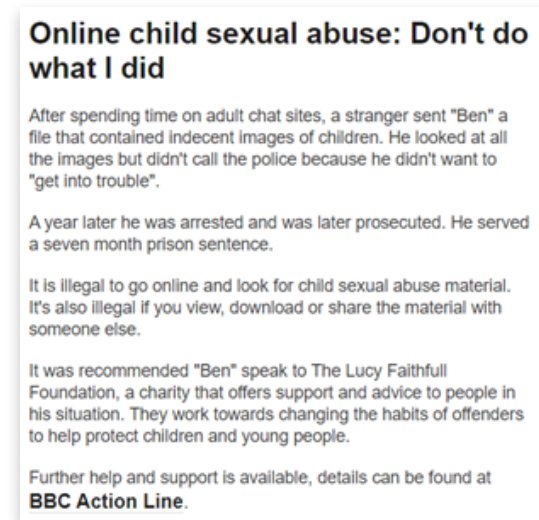 Online child sexual abuse: Don't do
what I did
After spending time on adult chat sites, a stranger sent "Ben" a
file that contained indecent images of children. He looked at all
the images but didn't call the police because he didn't want to
"get into trouble".
A year later he was arrested and was later prosecuted. He served
a seven month prison sentence.
It is illegal to go online and look for child sexual abuse material.
It's also illegal if you view, download or share the material with
someone else.
It was recommended "Ben" speak to The Lucy Faithfull
Foundation, a charity that offers support and advice to people in
his situation. They work towards changing the habits of offenders
to help protect children and young people.
Further help and support is available, details can be found at
BBC Action Line.